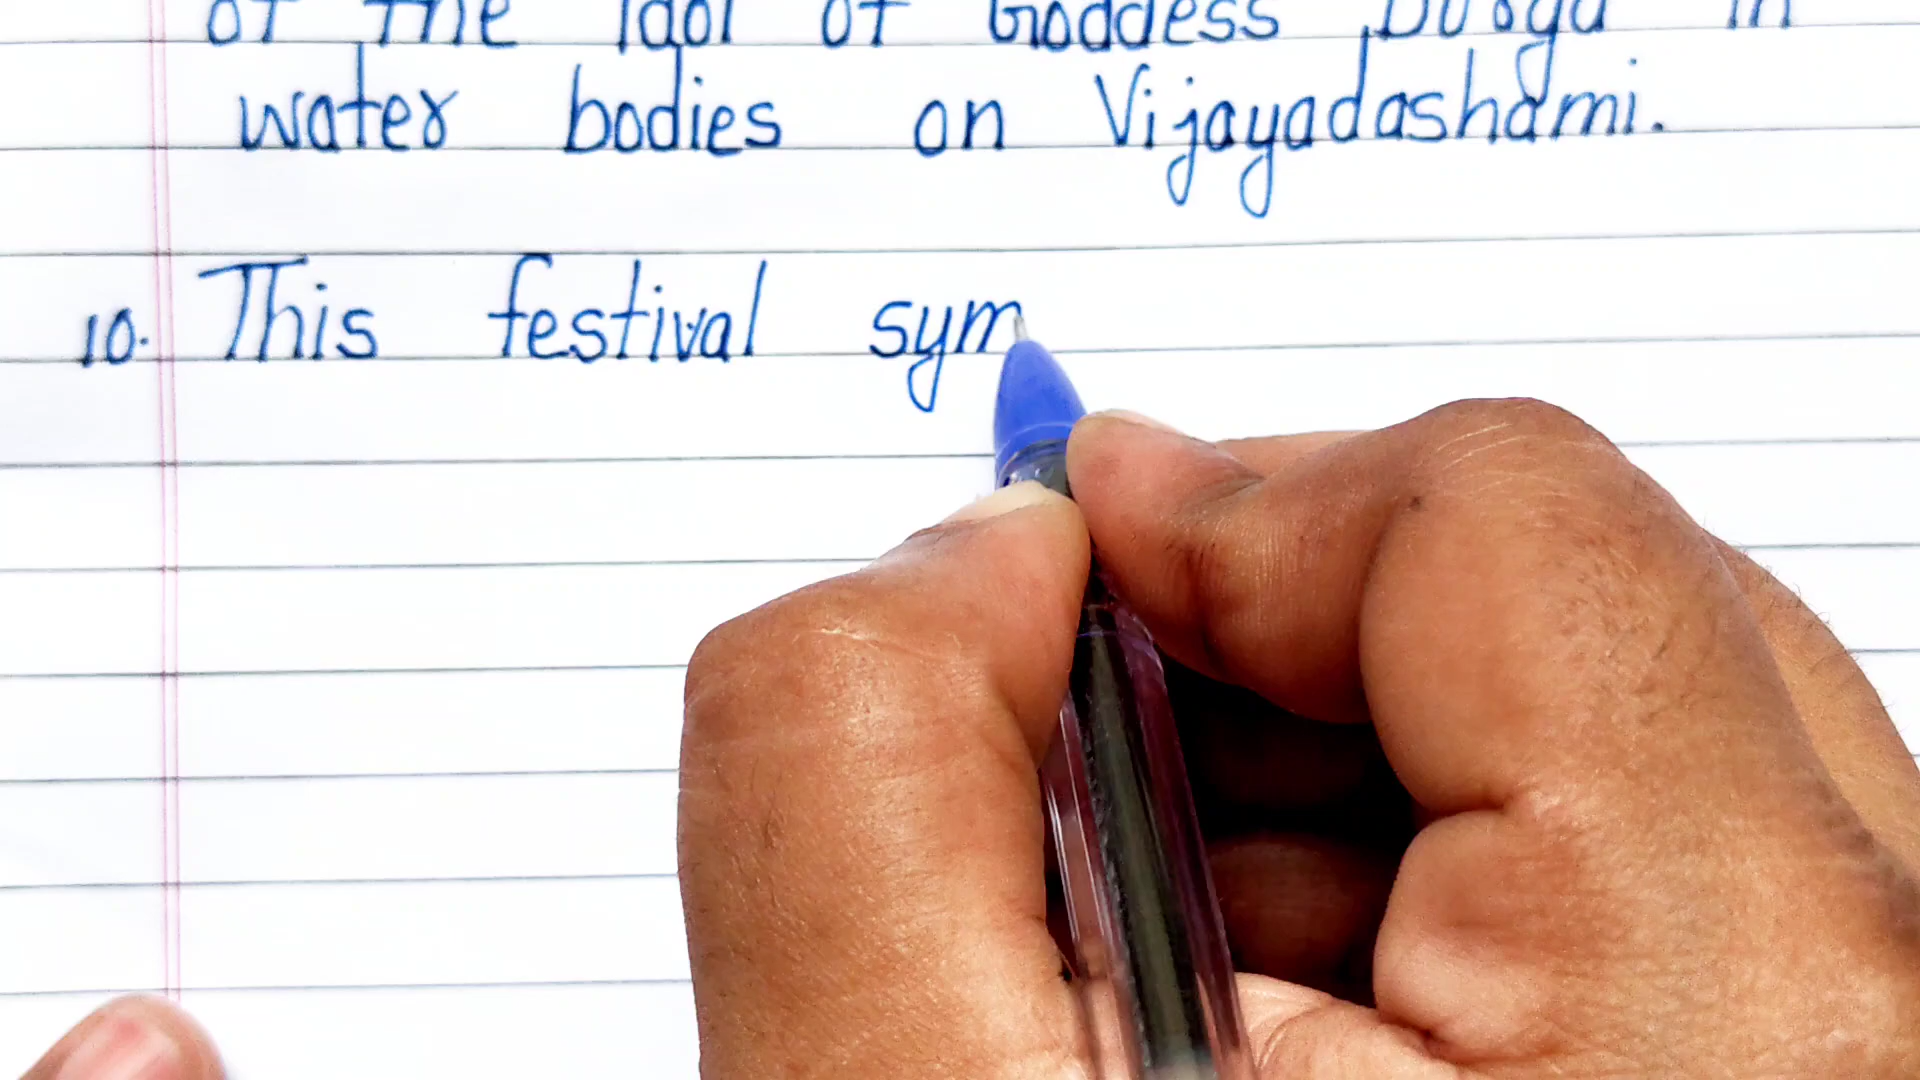 of the idol of Goddess Durga in
water bodies on Vijayadashami.
10. This festival sym